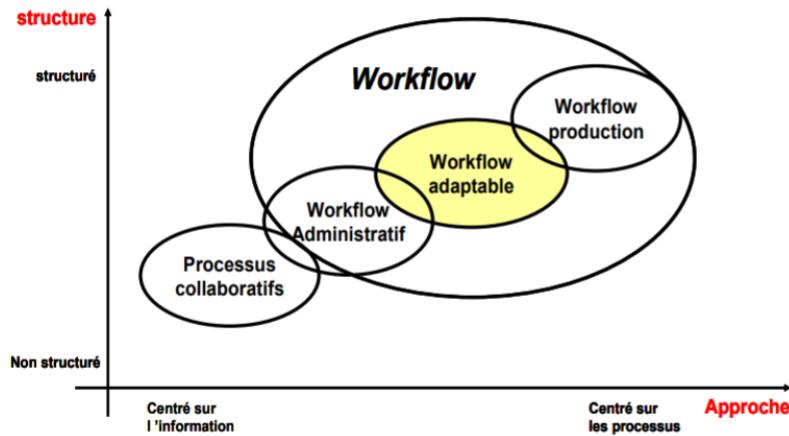 structure
structuré
Workflow
Workflow
production
Workflow
adaptable
Workflow
Administratif
Processus
collaboratifs
Non structuré
Centré sur
l ’information
Centré sur
les processus
Approche